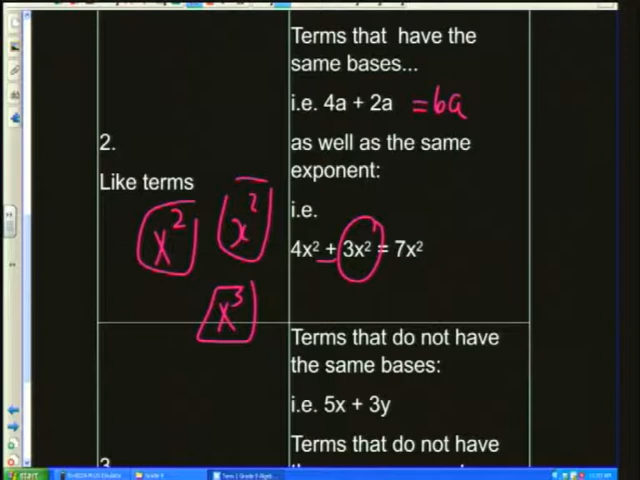 Terms that have the
same bases...
i.e. 4a + 2a = 6a
2.
as well as the same
exponent:
Like terms
i.e.
x² x²
4x² + 3x² = 7x²
x³
Terms that do not have
the same bases:
i.e. 5x + 3y
Terms that do not have
3
start